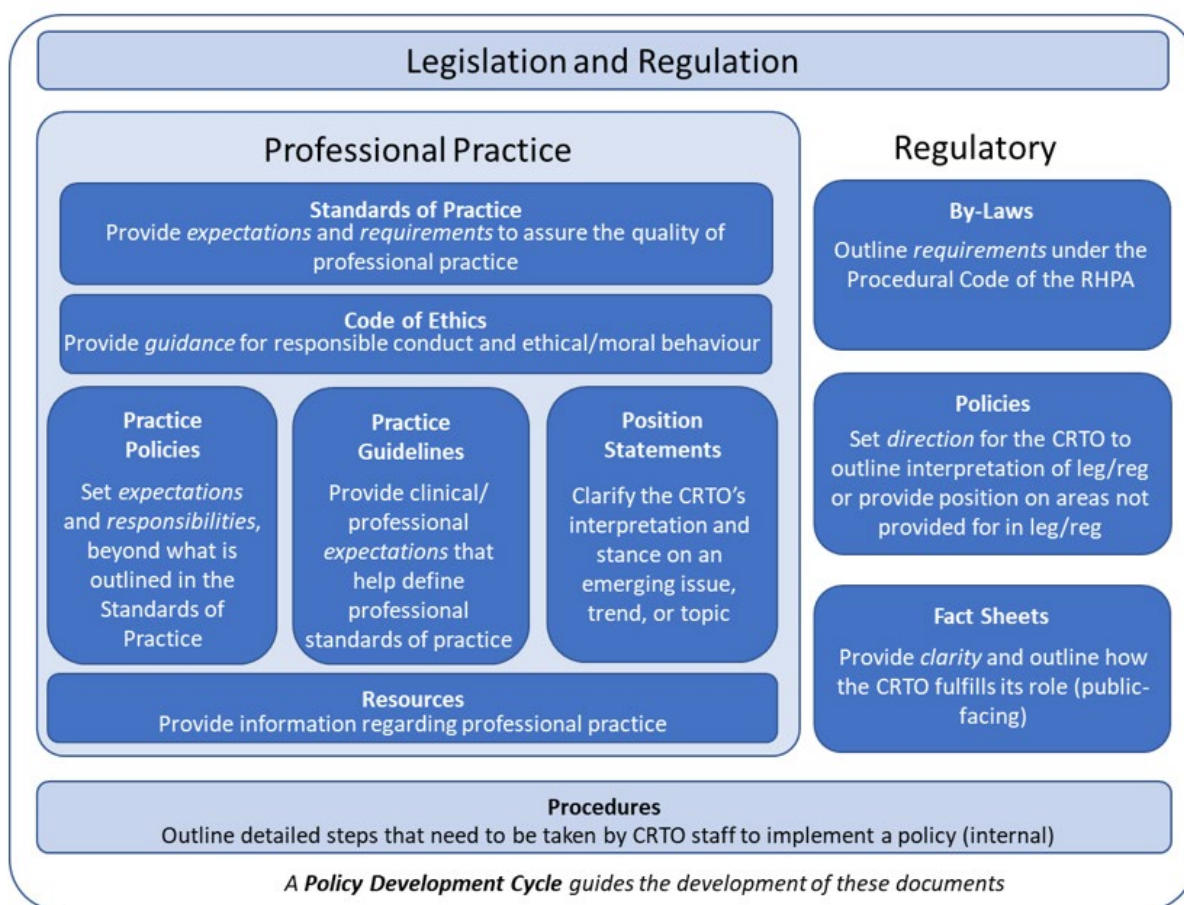 Legislation and Regulation
Professional Practice
Standards of Practice
Provide expectations and requirements to assure the quality of
professional practice
Code of Ethics
Provide guidance for responsible conduct and ethical/moral behaviour
Practice
Policies
Set expectations
and responsibilities,
beyond what is
outlined in the
Standards of
Practice
Practice
Guidelines
Provide clinical/
professional
expectations that
help define
professional
standards of practice
Position
Statements
Clarify the CRTO's
interpretation and
stance on an
emerging issue,
trend, or topic
Resources
Provide information regarding professional practice
Regulatory
By-Laws
Outline requirements under the
Procedural Code of the RHPA
Policies
Set direction for the CRTO to
outline interpretation of leg/reg
or provide position on areas not
provided for in leg/reg
Fact Sheets
Provide clarity and outline how
the CRTO fulfills its role (public-
facing)
Procedures
Outline detailed steps that need to be taken by CRTO staff to implement a policy (internal)
A Policy Development Cycle guides the development of these documents